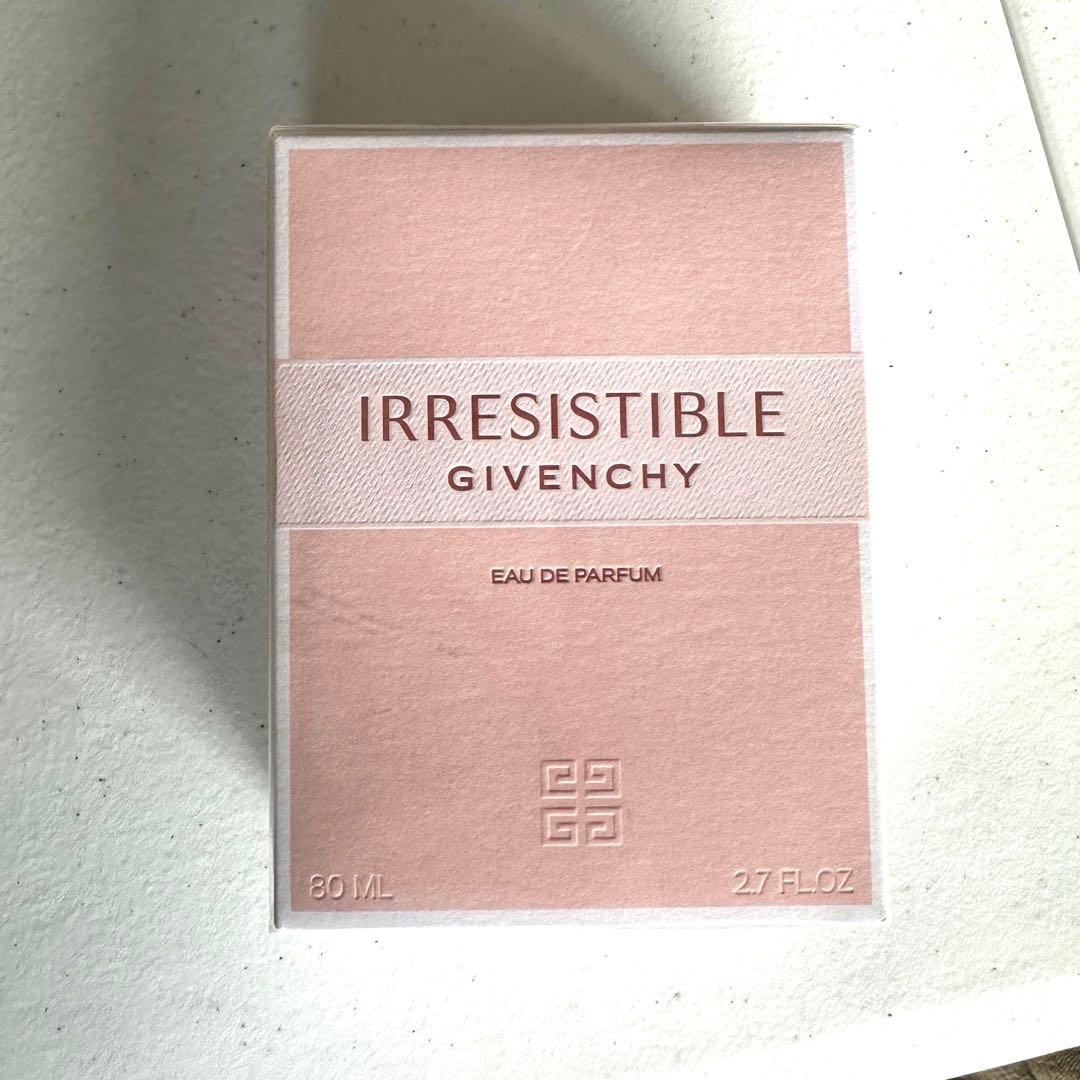 IRRESISTIBLE
GIVENCHY
EAU DE PARFUM
80 ML 2.7 FL.OZ